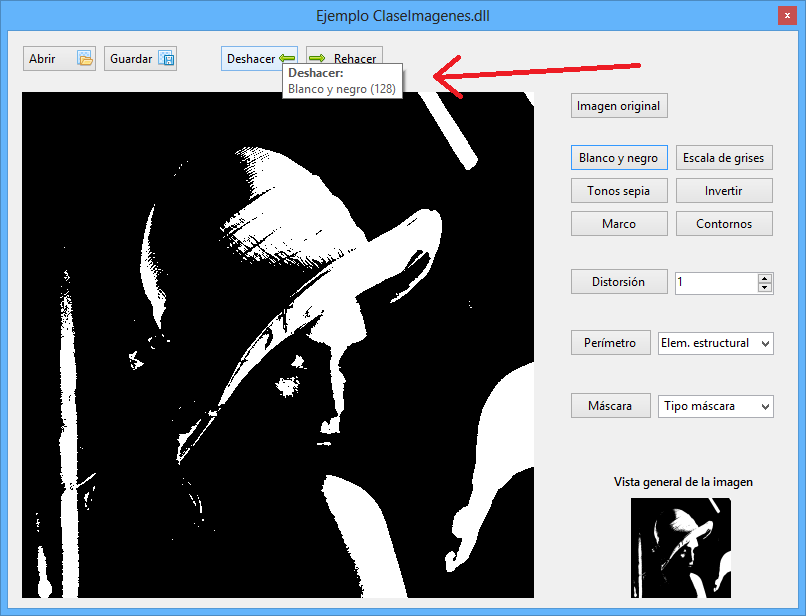 Ejemplo ClaseImagenes.dll
x
Abrir
Guardar
Deshacer
Rehacer
Deshacer:
Blanco y negro (128)
Imagen original
Blanco y negro
Escala de grises
Tonos sepia
Invertir
Marco
Contornos
Distorsión
1
Perímetro
Elem. estructural
Máscara
Tipo máscara
Vista general de la imagen